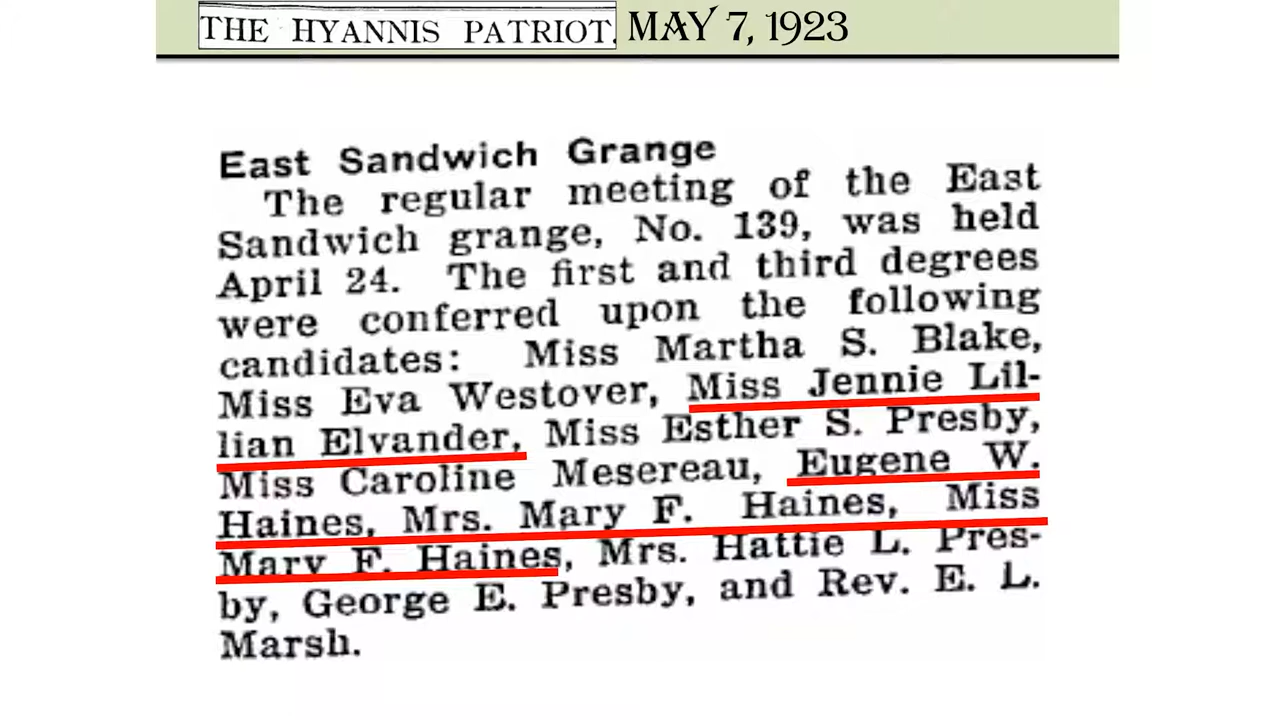 THE HYANNIS PATRIOT. MAY 7, 1923
East Sandwich Grange
The regular meeting of the East
Sandwich grange, No. 139, was held
April 24. The first and third degrees
were conferred upon the following
candidates: Miss Martha S. Blake,
Miss Eva Westover, Miss Jennie Lil-
lian Elvander, Miss Esther S. Presby,
Miss Caroline Mesereau, Eugene W.
Haines, Mrs. Mary F. Haines, Miss
Mary F. Haines, Mrs. Hattie L. Pres-
by, George E. Presby, and Rev. E. L.
Marsh.